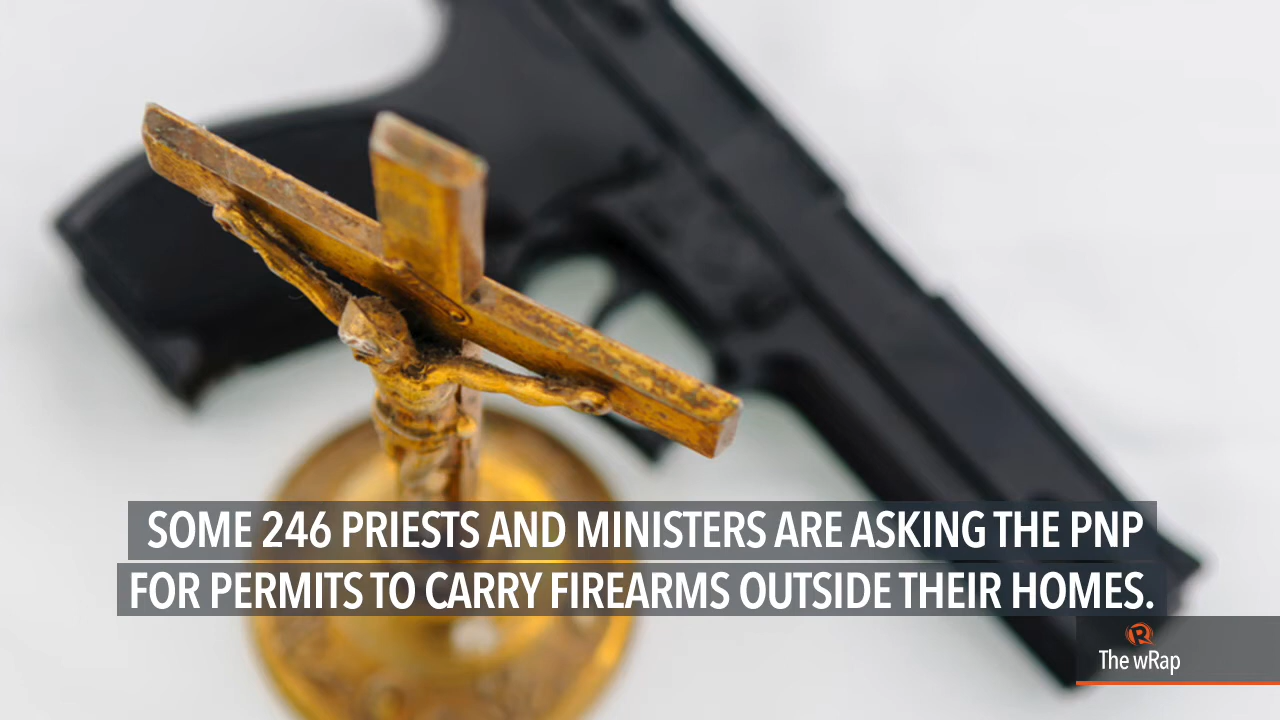 SOME 246 PRIESTS AND MINISTERS ARE ASKING THE PNP
FOR PERMITS TO CARRY FIREARMS OUTSIDE THEIR HOMES.
R
The wRap